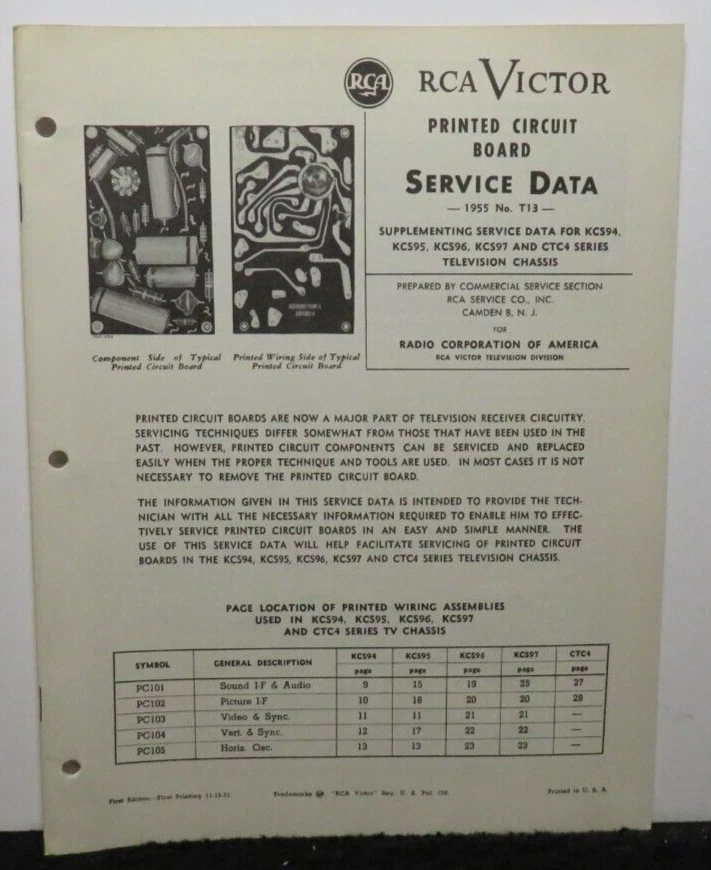 RCA
RCA VICTOR
PRINTED CIRCUIT
BOARD
SERVICE DATA
— 1955 No. T13 —
SUPPLEMENTING SERVICE DATA FOR KCS94,
KCS95, KCS96, KCS97 AND CTC4 SERIES
TELEVISION CHASSIS
PREPARED BY COMMERCIAL SERVICE SECTION
RCA SERVICE CO., INC.
CAMDEN 8, N. J.
FOR
RADIO CORPORATION OF AMERICA
RCA VICTOR TELEVISION DIVISION
Component Side of Typical
Printed Circuit Board
Printed Wiring Side of Typical
Printed Circuit Board
PRINTED CIRCUIT BOARDS ARE NOW A MAJOR PART OF TELEVISION RECEIVER CIRCUITRY.
SERVICING TECHNIQUES DIFFER SOMEWHAT FROM THOSE THAT HAVE BEEN USED IN THE
PAST. HOWEVER, PRINTED CIRCUIT COMPONENTS CAN BE SERVICED AND REPLACED
EASILY WHEN THE PROPER TECHNIQUE AND TOOLS ARE USED. IN MOST CASES IT IS NOT
NECESSARY TO REMOVE THE PRINTED CIRCUIT BOARD.
THE INFORMATION GIVEN IN THIS SERVICE DATA IS INTENDED TO PROVIDE THE TECH-
NICIAN WITH ALL THE NECESSARY INFORMATION REQUIRED TO ENABLE HIM TO EFFEC-
TIVELY SERVICE PRINTED CIRCUIT BOARDS IN AN EASY AND SIMPLE MANNER. THE
USE OF THIS SERVICE DATA WILL HELP FACILITATE SERVICING OF PRINTED CIRCUIT
BOARDS IN THE KCS94, KCS95, KCS96, KCS97 AND CTC4 SERIES TELEVISION CHASSIS.
PAGE LOCATION OF PRINTED WIRING ASSEMBLIES
USED IN KCS94, KCS95, KCS96, KCS97
AND CTC4 SERIES TV CHASSIS
SYMBOL GENERAL DESCRIPTION KCS94 KCS95 KCS96 KCS97 CTC4
page page page page page
PC101 Sound I-F & Audio 9 15 19 25 27
PC102 Picture I-F 10 16 20 20 28
PC103 Video & Sync. 11 11 21 21 —
PC104 Vert. & Sync. 12 17 22 22 —
PC105 Horiz. Osc. 13 13 23 23 —
First Edition—First Printing Trademarks "RCA Victor" Reg. U. S. Pat. Off. Printed in U. S. A.